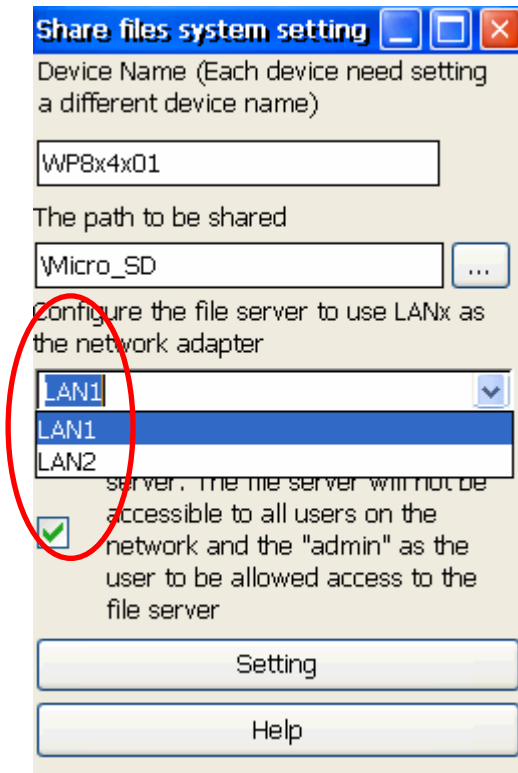 Share files system setting
Device Name (Each device need setting
a different device name)
WP8x4x01
The path to be shared
\Micro_SD
...
Configure the file server to use LANx as
the network adapter
LAN1
LAN1
LAN2
server. The file server will not be
accessible to all users on the
network and the "admin" as the
user to be allowed access to the
file server
Setting
Help